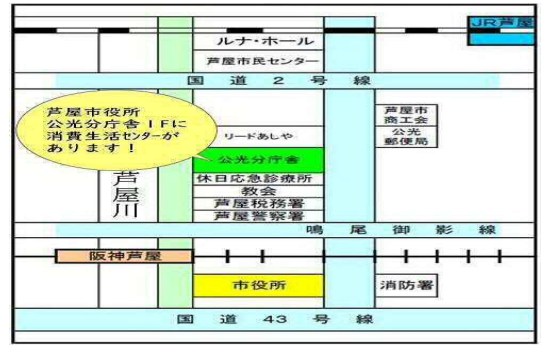 JR芦屋
ルナ・ホール
芦屋市民センター
国道2号線
芦屋市役所
公光分庁舎1Fに
消費生活センターが
あります！
芦屋市
商工会
公光
郵便局
リードあしや
公光分庁舎
休日応急診療所
教会
芦屋税務署
芦屋警察署
芦屋川
鳴尾御影線
阪神芦屋
市役所
消防署
国道43号線